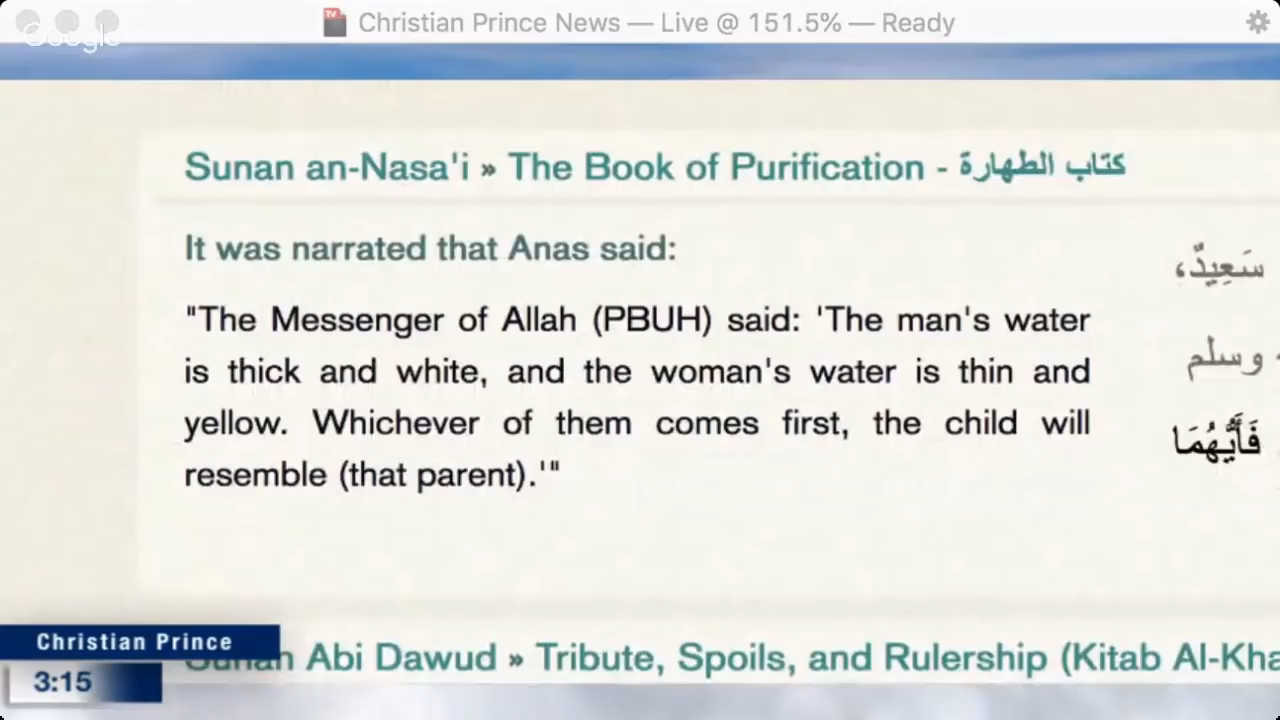 Christian Prince News — Live @ 151.5% — Ready
Google
Sunan an-Nasa'i » The Book of Purification - كتاب الطهارة
It was narrated that Anas said:
سَعِيدٌ،
"The Messenger of Allah (PBUH) said: 'The man's water
is thick and white, and the woman's water is thin and
وسلم
yellow. Whichever of them comes first, the child will
فَأَيُّهُمَا
resemble (that parent).'"
Christian Prince
Sunan Abi Dawud » Tribute, Spoils, and Rulership (Kitab Al-Kha
3:15